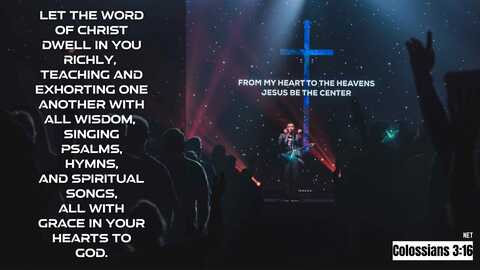 LET THE WORD
OF CHRIST
DWELL IN YOU
RICHLY,
TEACHING AND
EXHORTING ONE
ANOTHER WITH
ALL WISDOM,
SINGING
PSALMS,
HYMNS,
AND SPIRITUAL
SONGS,
ALL WITH
GRACE IN YOUR
HEARTS TO
GOD.
FROM MY HEART TO THE HEAVENS
JESUS BE THE CENTER
NET
Colossians 3:16